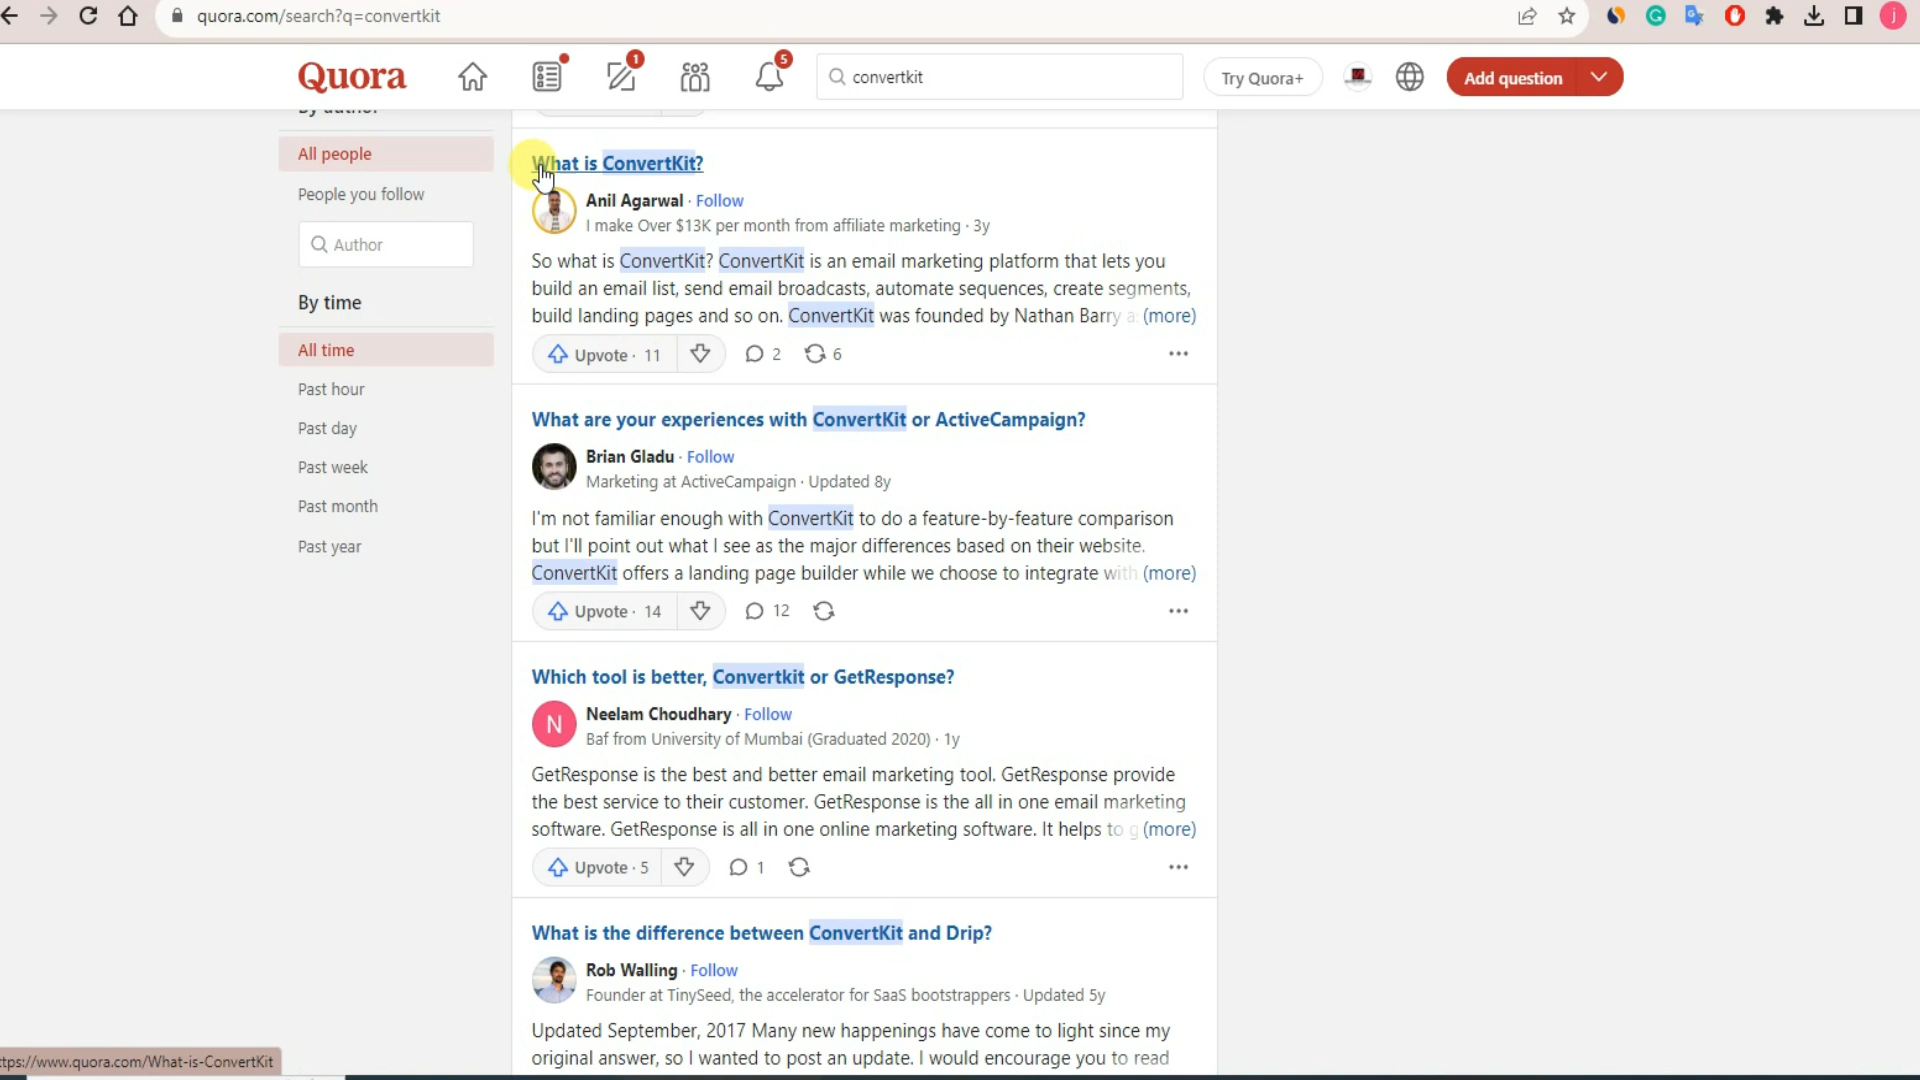 quora.com/search?q=convertkit
j
Quora
1
5
convertkit
Try Quora+
Add question
By author
All people
People you follow
Author
By time
All time
Past hour
Past day
Past week
Past month
Past year
What is ConvertKit?
Anil Agarwal · Follow
I make Over $13K per month from affiliate marketing · 3y
So what is ConvertKit? ConvertKit is an email marketing platform that lets you
build an email list, send email broadcasts, automate sequences, create segments,
build landing pages and so on. ConvertKit was founded by Nathan Barry a (more)
Upvote · 11
2
6
What are your experiences with ConvertKit or ActiveCampaign?
Brian Gladu · Follow
Marketing at ActiveCampaign · Updated 8y
I'm not familiar enough with ConvertKit to do a feature-by-feature comparison
but I'll point out what I see as the major differences based on their website.
ConvertKit offers a landing page builder while we choose to integrate with (more)
Upvote · 14
12
Which tool is better, Convertkit or GetResponse?
N
Neelam Choudhary · Follow
Baf from University of Mumbai (Graduated 2020) · 1y
GetResponse is the best and better email marketing tool. GetResponse provide
the best service to their customer. GetResponse is the all in one email marketing
software. GetResponse is all in one online marketing software. It helps to g (more)
Upvote · 5
1
What is the difference between ConvertKit and Drip?
Rob Walling · Follow
Founder at TinySeed, the accelerator for SaaS bootstrappers · Updated 5y
Updated September, 2017 Many new happenings have come to light since my
original answer, so I wanted to post an update. I would encourage you to read
ttps://www.quora.com/What-is-ConvertKit